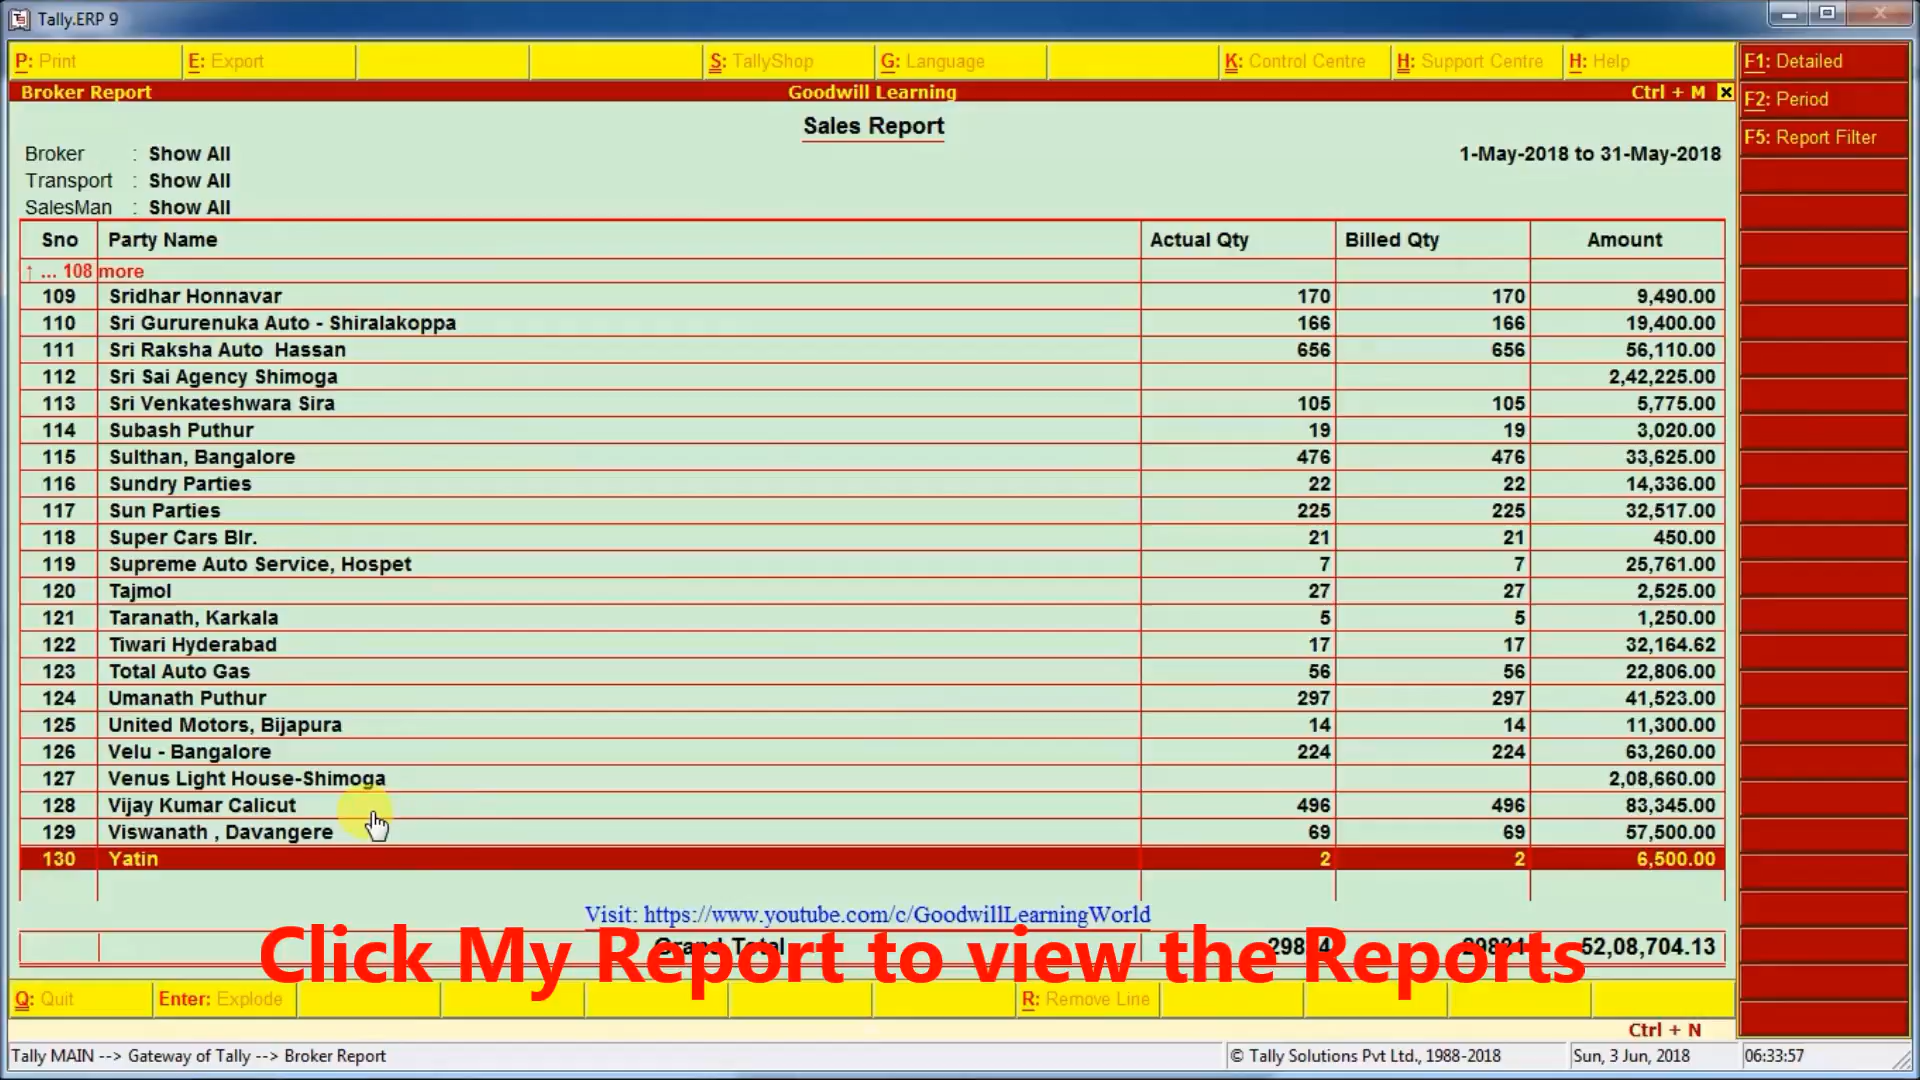 Tally.ERP 9
P: Print E: Export S: TallyShop G: Language K: Control Centre H: Support Centre H: Help F1: Detailed
Broker Report Goodwill Learning Ctrl + M
F2: Period
Sales Report
F5: Report Filter
Broker : Show All 1-May-2018 to 31-May-2018
Transport : Show All
SalesMan : Show All
Sno Party Name Actual Qty Billed Qty Amount
↑ ... 108 more
109 Sridhar Honnavar 170 170 9,490.00
110 Sri Gururenuka Auto - Shiralakoppa 166 166 19,400.00
111 Sri Raksha Auto Hassan 656 656 56,110.00
112 Sri Sai Agency Shimoga 2,42,225.00
113 Sri Venkateshwara Sira 105 105 5,775.00
114 Subash Puthur 19 19 3,020.00
115 Sulthan, Bangalore 476 476 33,625.00
116 Sundry Parties 22 22 14,336.00
117 Sun Parties 225 225 32,517.00
118 Super Cars Blr. 21 21 450.00
119 Supreme Auto Service, Hospet 7 7 25,761.00
120 Tajmol 27 27 2,525.00
121 Taranath, Karkala 5 5 1,250.00
122 Tiwari Hyderabad 17 17 32,164.62
123 Total Auto Gas 56 56 22,806.00
124 Umanath Puthur 297 297 41,523.00
125 United Motors, Bijapura 14 14 11,300.00
126 Velu - Bangalore 224 224 63,260.00
127 Venus Light House-Shimoga 2,08,660.00
128 Vijay Kumar Calicut 496 496 83,345.00
129 Viswanath , Davangere 69 69 57,500.00
130 Yatin 2 2 6,500.00
Visit: https://www.youtube.com/c/GoodwillLearningWorld
Grand Total 52,08,704.13
Click My Report to view the Reports
Q: Quit Enter: Explode R: Remove Line
Ctrl + N
Tally MAIN --> Gateway of Tally --> Broker Report © Tally Solutions Pvt Ltd., 1988-2018 Sun, 3 Jun, 2018 06:33:57